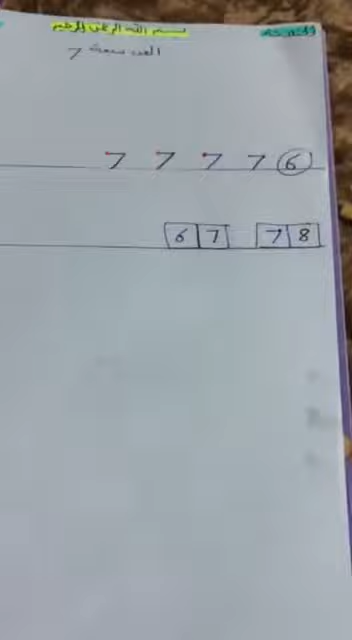 بسم الله الرحمن الرحيم
العدد سبعة 7
7 7 7 7 6
6 7 7 8